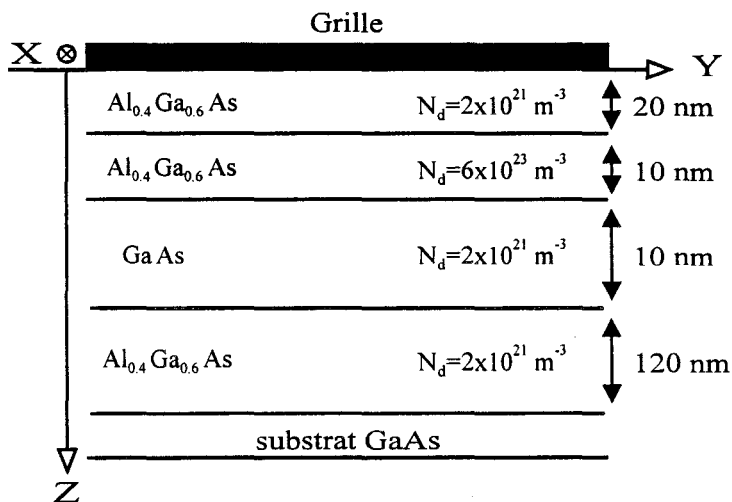 Grille
X Y
Al0.4 Ga0.6 As Nd=2x10^21 m^-3 20 nm
Al0.4 Ga0.6 As Nd=6x10^23 m^-3 10 nm
Ga As Nd=2x10^21 m^-3 10 nm
Al0.4 Ga0.6 As Nd=2x10^21 m^-3 120 nm
substrat GaAs
Z